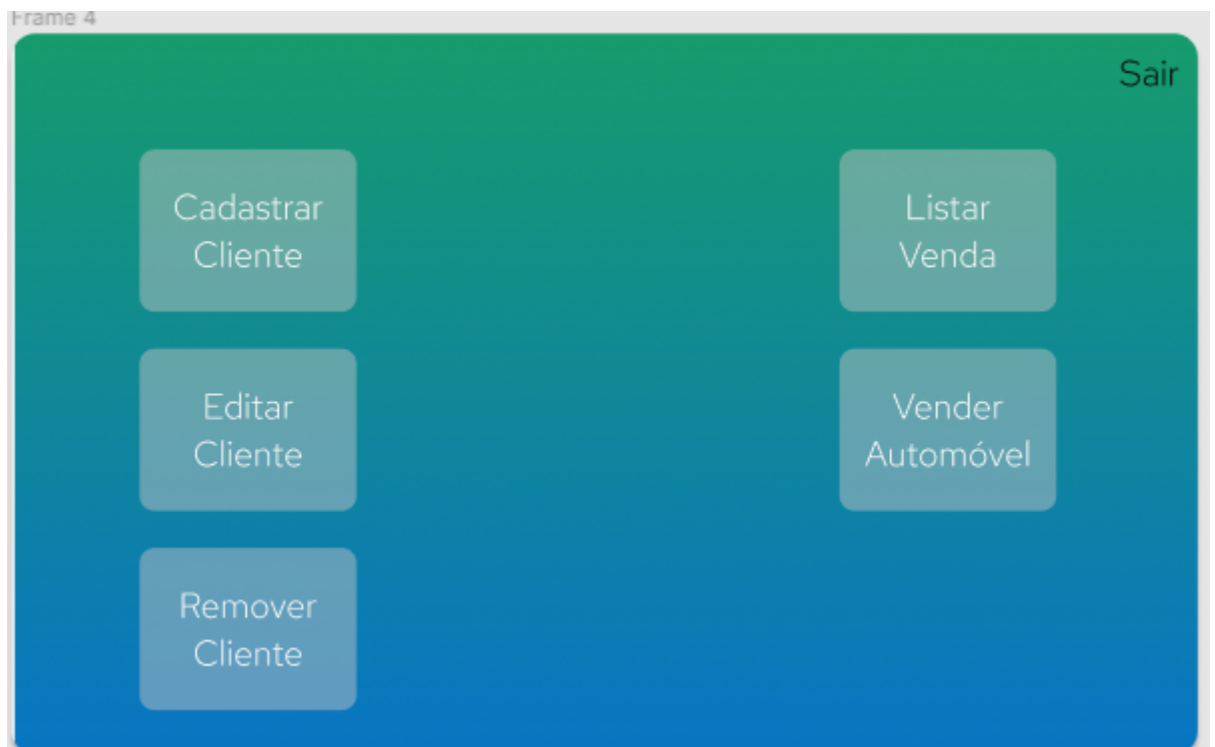 Frame 4
Sair
Cadastrar
Cliente
Listar
Venda
Editar
Cliente
Vender
Automóvel
Remover
Cliente